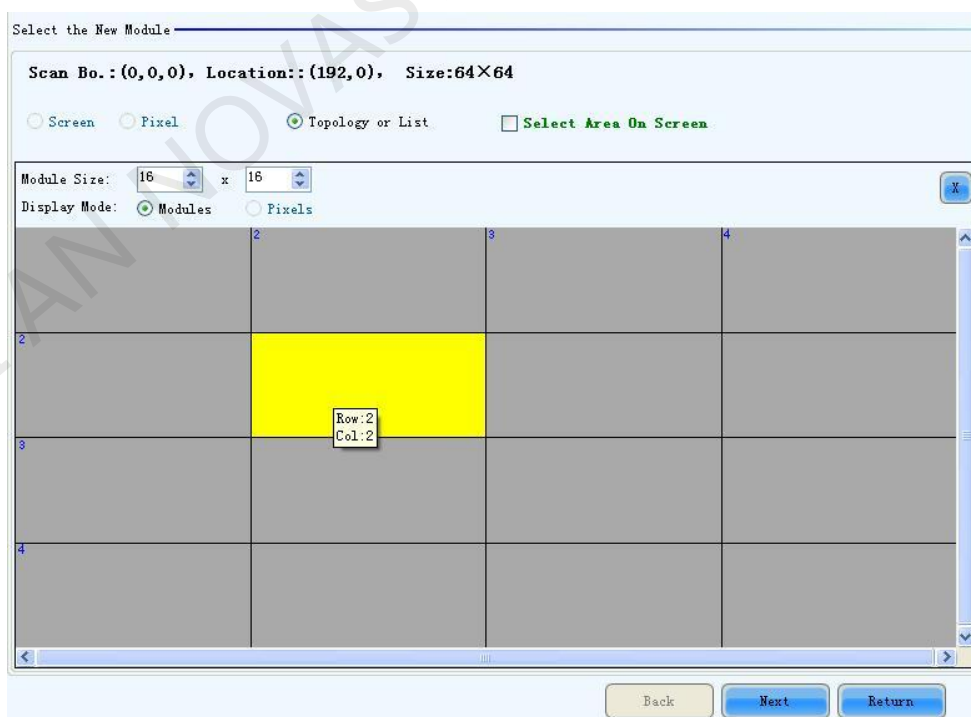 Select the New Module
Scan Bo.:(0,0,0), Location::(192,0), Size:64×64
Screen Pixel Topology or List Select Area On Screen
Module Size: 16 x 16
X
Display Mode: Modules Pixels
2 3 4
2
Row:2
Col:2
3
4
Back Next Return